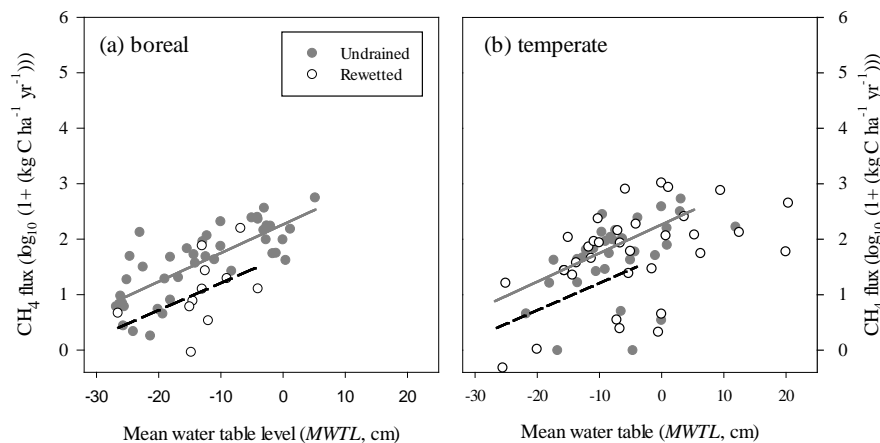 (a) boreal
Undrained
Rewetted
CH4 flux (log10 (1+ (kg C ha-1 yr-1)))
6
5
4
3
2
1
0
-30 -20 -10 0
Mean water table level (MWTL, cm)
(b) temperate
-30 -20 -10 0 10 20
Mean water table (MWTL, cm)
6
5
4
3
2
1
0
CH4 flux (log10 (1+ (kg C ha-1 yr-1)))